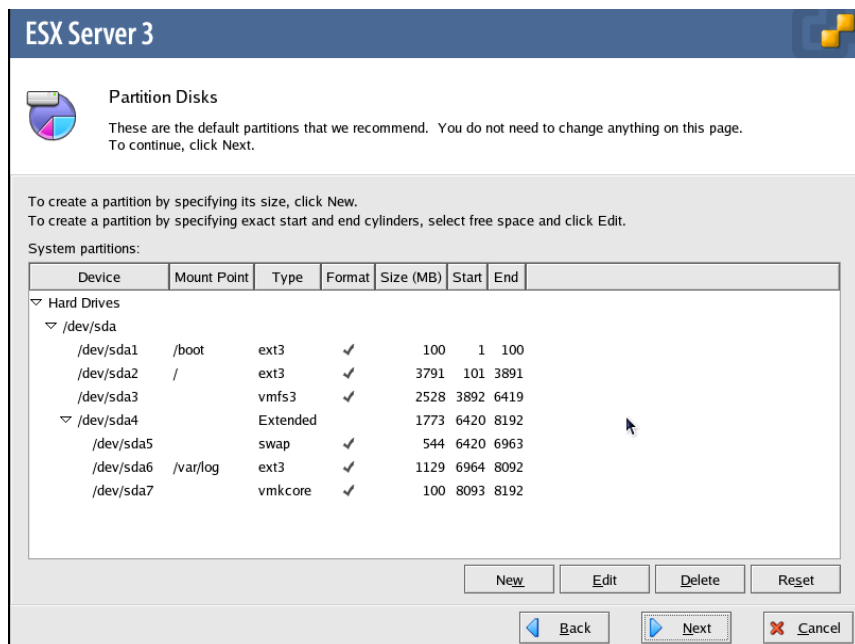 ESX Server 3
Partition Disks
These are the default partitions that we recommend. You do not need to change anything on this page.
To continue, click Next.
To create a partition by specifying its size, click New.
To create a partition by specifying exact start and end cylinders, select free space and click Edit.
System partitions:
Device Mount Point Type Format Size (MB) Start End
Hard Drives
/dev/sda
/dev/sda1 /boot ext3 100 1 100
/dev/sda2 / ext3 3791 101 3891
/dev/sda3 vmfs3 2528 3892 6419
/dev/sda4 Extended 1773 6420 8192
/dev/sda5 swap 544 6420 6963
/dev/sda6 /var/log ext3 1129 6964 8092
/dev/sda7 vmkcore 100 8093 8192
New Edit Delete Reset
Back Next Cancel